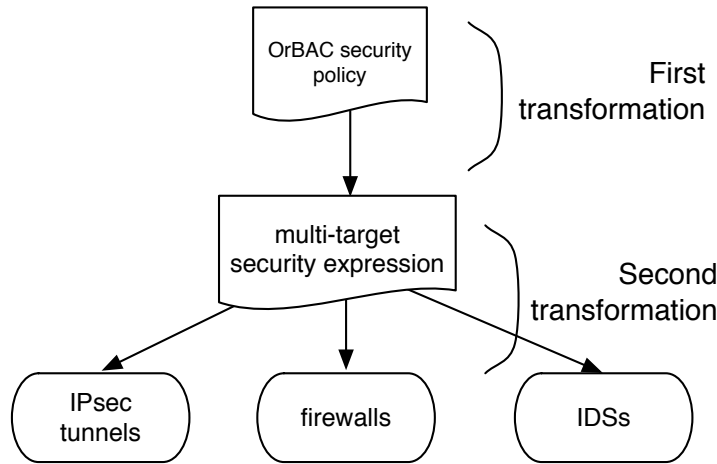 OrBAC security
policy
First
transformation
multi-target
security expression
Second
transformation
IPsec
tunnels
firewalls
IDSs